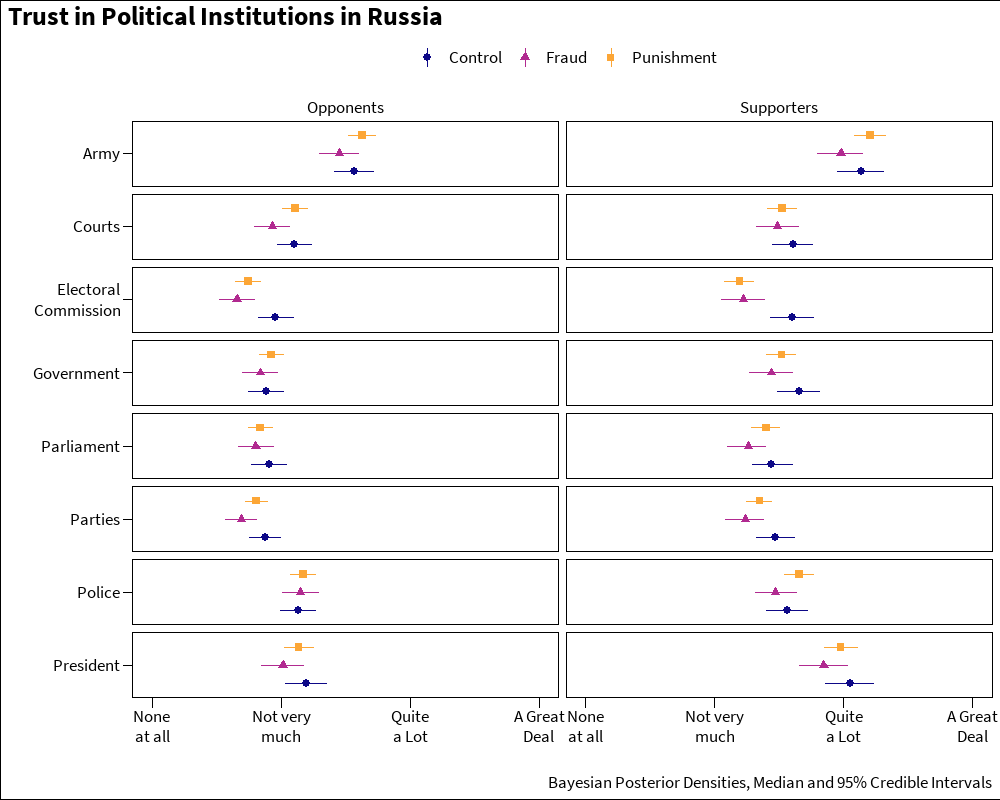 Trust in Political Institutions in Russia
Control Fraud Punishment
Opponents Supporters
Army
Courts
Electoral
Commission
Government
Parliament
Parties
Police
President
None Not very Quite A Great None Not very Quite A Great
at all much a Lot Deal at all much a Lot Deal
Bayesian Posterior Densities, Median and 95% Credible Intervals